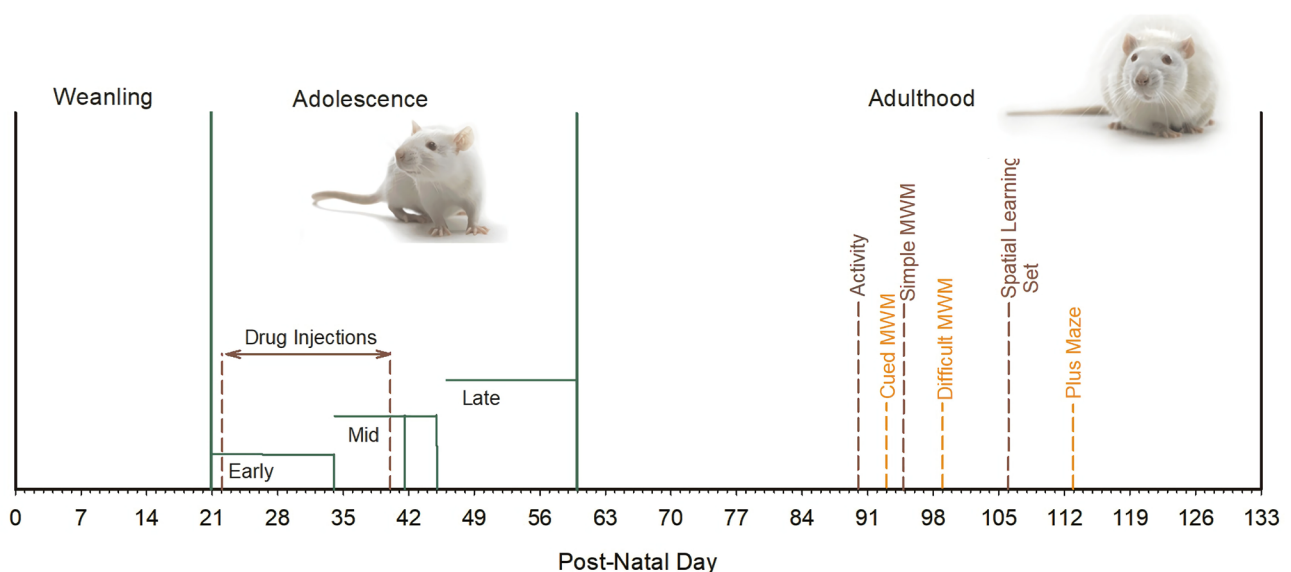 Weanling
Adolescence
Adulthood
Drug Injections
Early
Mid
Late
Activity
Cued MWM
Simple MWM
Difficult MWM
Spatial Learning
Set
Plus Maze
0 7 14 21 28 35 42 49 56 63 70 77 84 91 98 105 112 119 126 133
Post-Natal Day